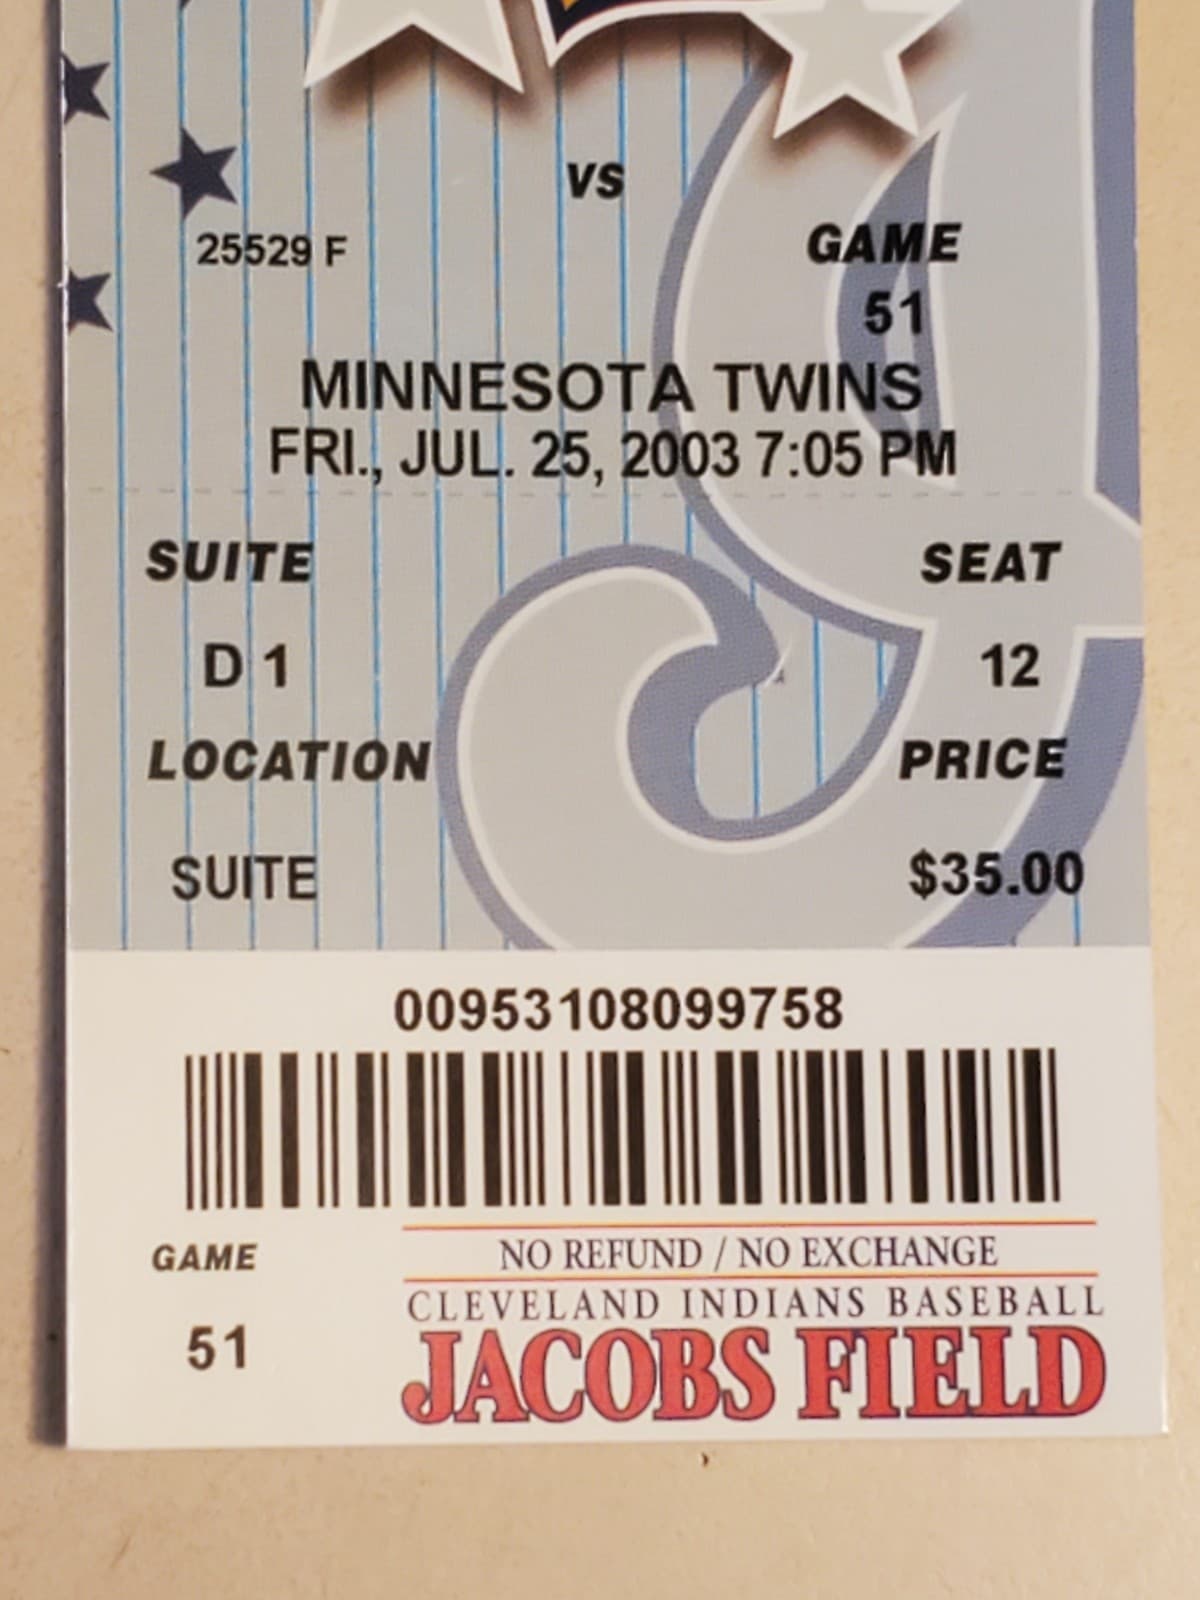 VS
25529 F
GAME
51
MINNESOTA TWINS
FRI., JUL. 25, 2003 7:05 PM
SUITE
SEAT
D 1
12
LOCATION
PRICE
SUITE
$35.00
00953108099758
GAME
51
NO REFUND / NO EXCHANGE
CLEVELAND INDIANS BASEBALL
JACOBS FIELD